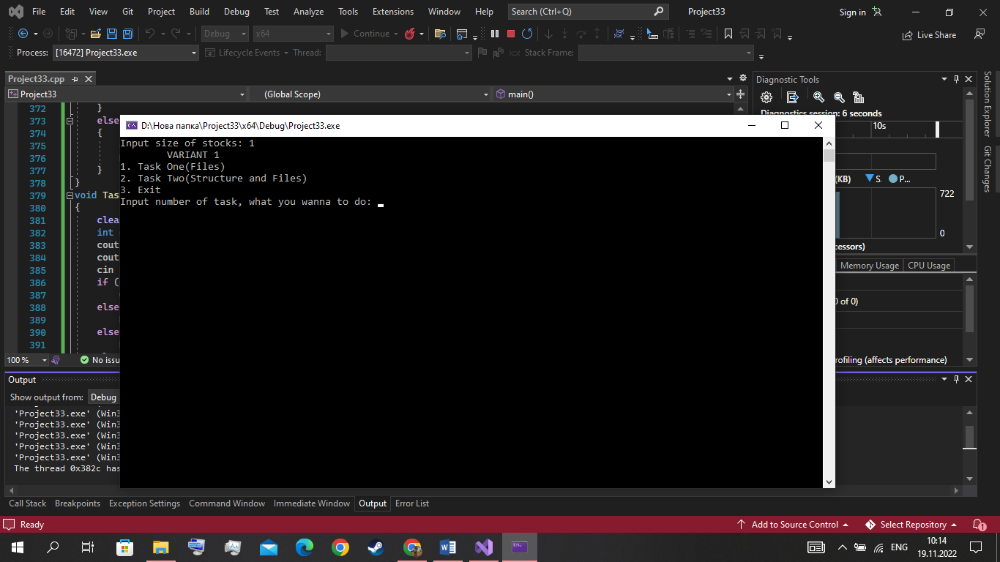 File Edit View Git Project Build Debug Test Analyze Tools Extensions Window Help Search (Ctrl+Q) Project33 Sign in
Debug x64 Continue Live Share
Process: [16472] Project33.exe Lifecycle Events Thread: Stack Frame:
Project33.cpp
Project33 (Global Scope) main()
372 }
373 else
374 {
375
376
377 }
378 }
379 void Tas
380 {
381 clea
382 int
383 cout
384 cout
385 cin
386 if (
387
388 else
389
390 else
391
100 % No issu
D:\Нова папка\Project33\x64\Debug\Project33.exe
Input size of stocks: 1
VARIANT 1
1. Task One(Files)
2. Task Two(Structure and Files)
3. Exit
Input number of task, what you wanna to do:
Diagnostic Tools
Diagnostics session: 6 seconds
10s
(KB) S. P...
722
0
cessors)
Memory Usage CPU Usage
0 of 0)
rofiling (affects performance)
Solution Explorer
Git Changes
Output
Show output from: Debug
'Project33.exe' (Win3
'Project33.exe' (Win3
'Project33.exe' (Win3
'Project33.exe' (Win3
'Project33.exe' (Win3
The thread 0x382c has
Call Stack Breakpoints Exception Settings Command Window Immediate Window Output Error List
Ready Add to Source Control Select Repository 1
ENG 10:14
19.11.2022